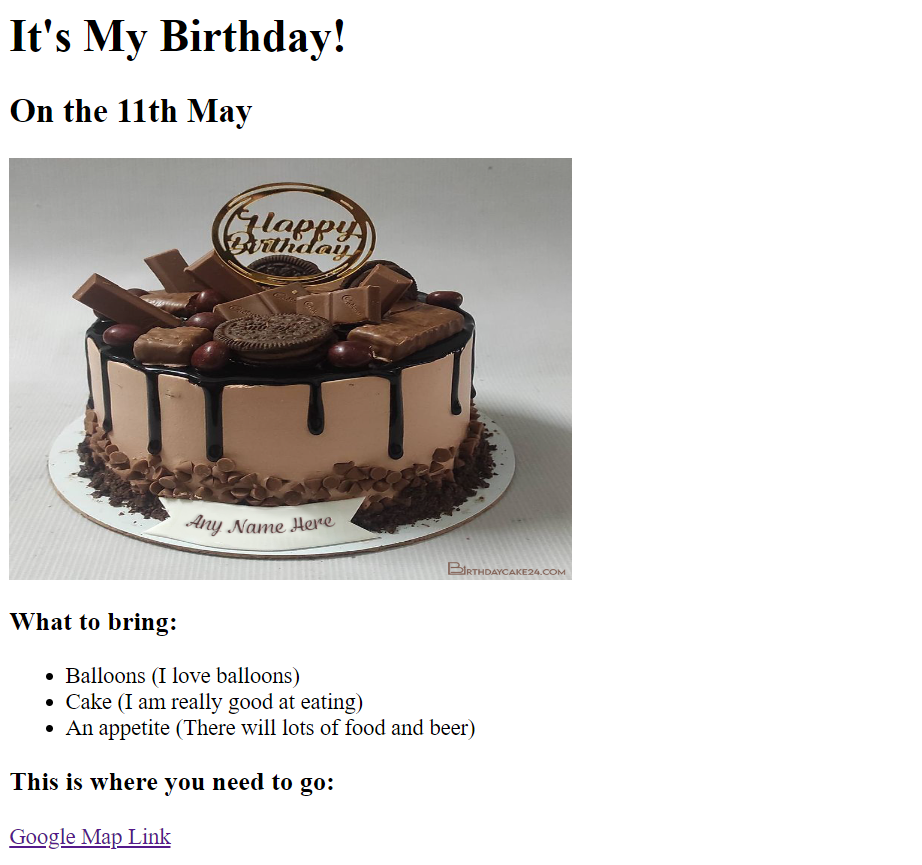 It's My Birthday!
On the 11th May
Happy
Birthday
Any Name Here
BIRTHDAYCAKE24.COM
What to bring:
Balloons (I love balloons)
Cake (I am really good at eating)
An appetite (There will lots of food and beer)
This is where you need to go:
Google Map Link